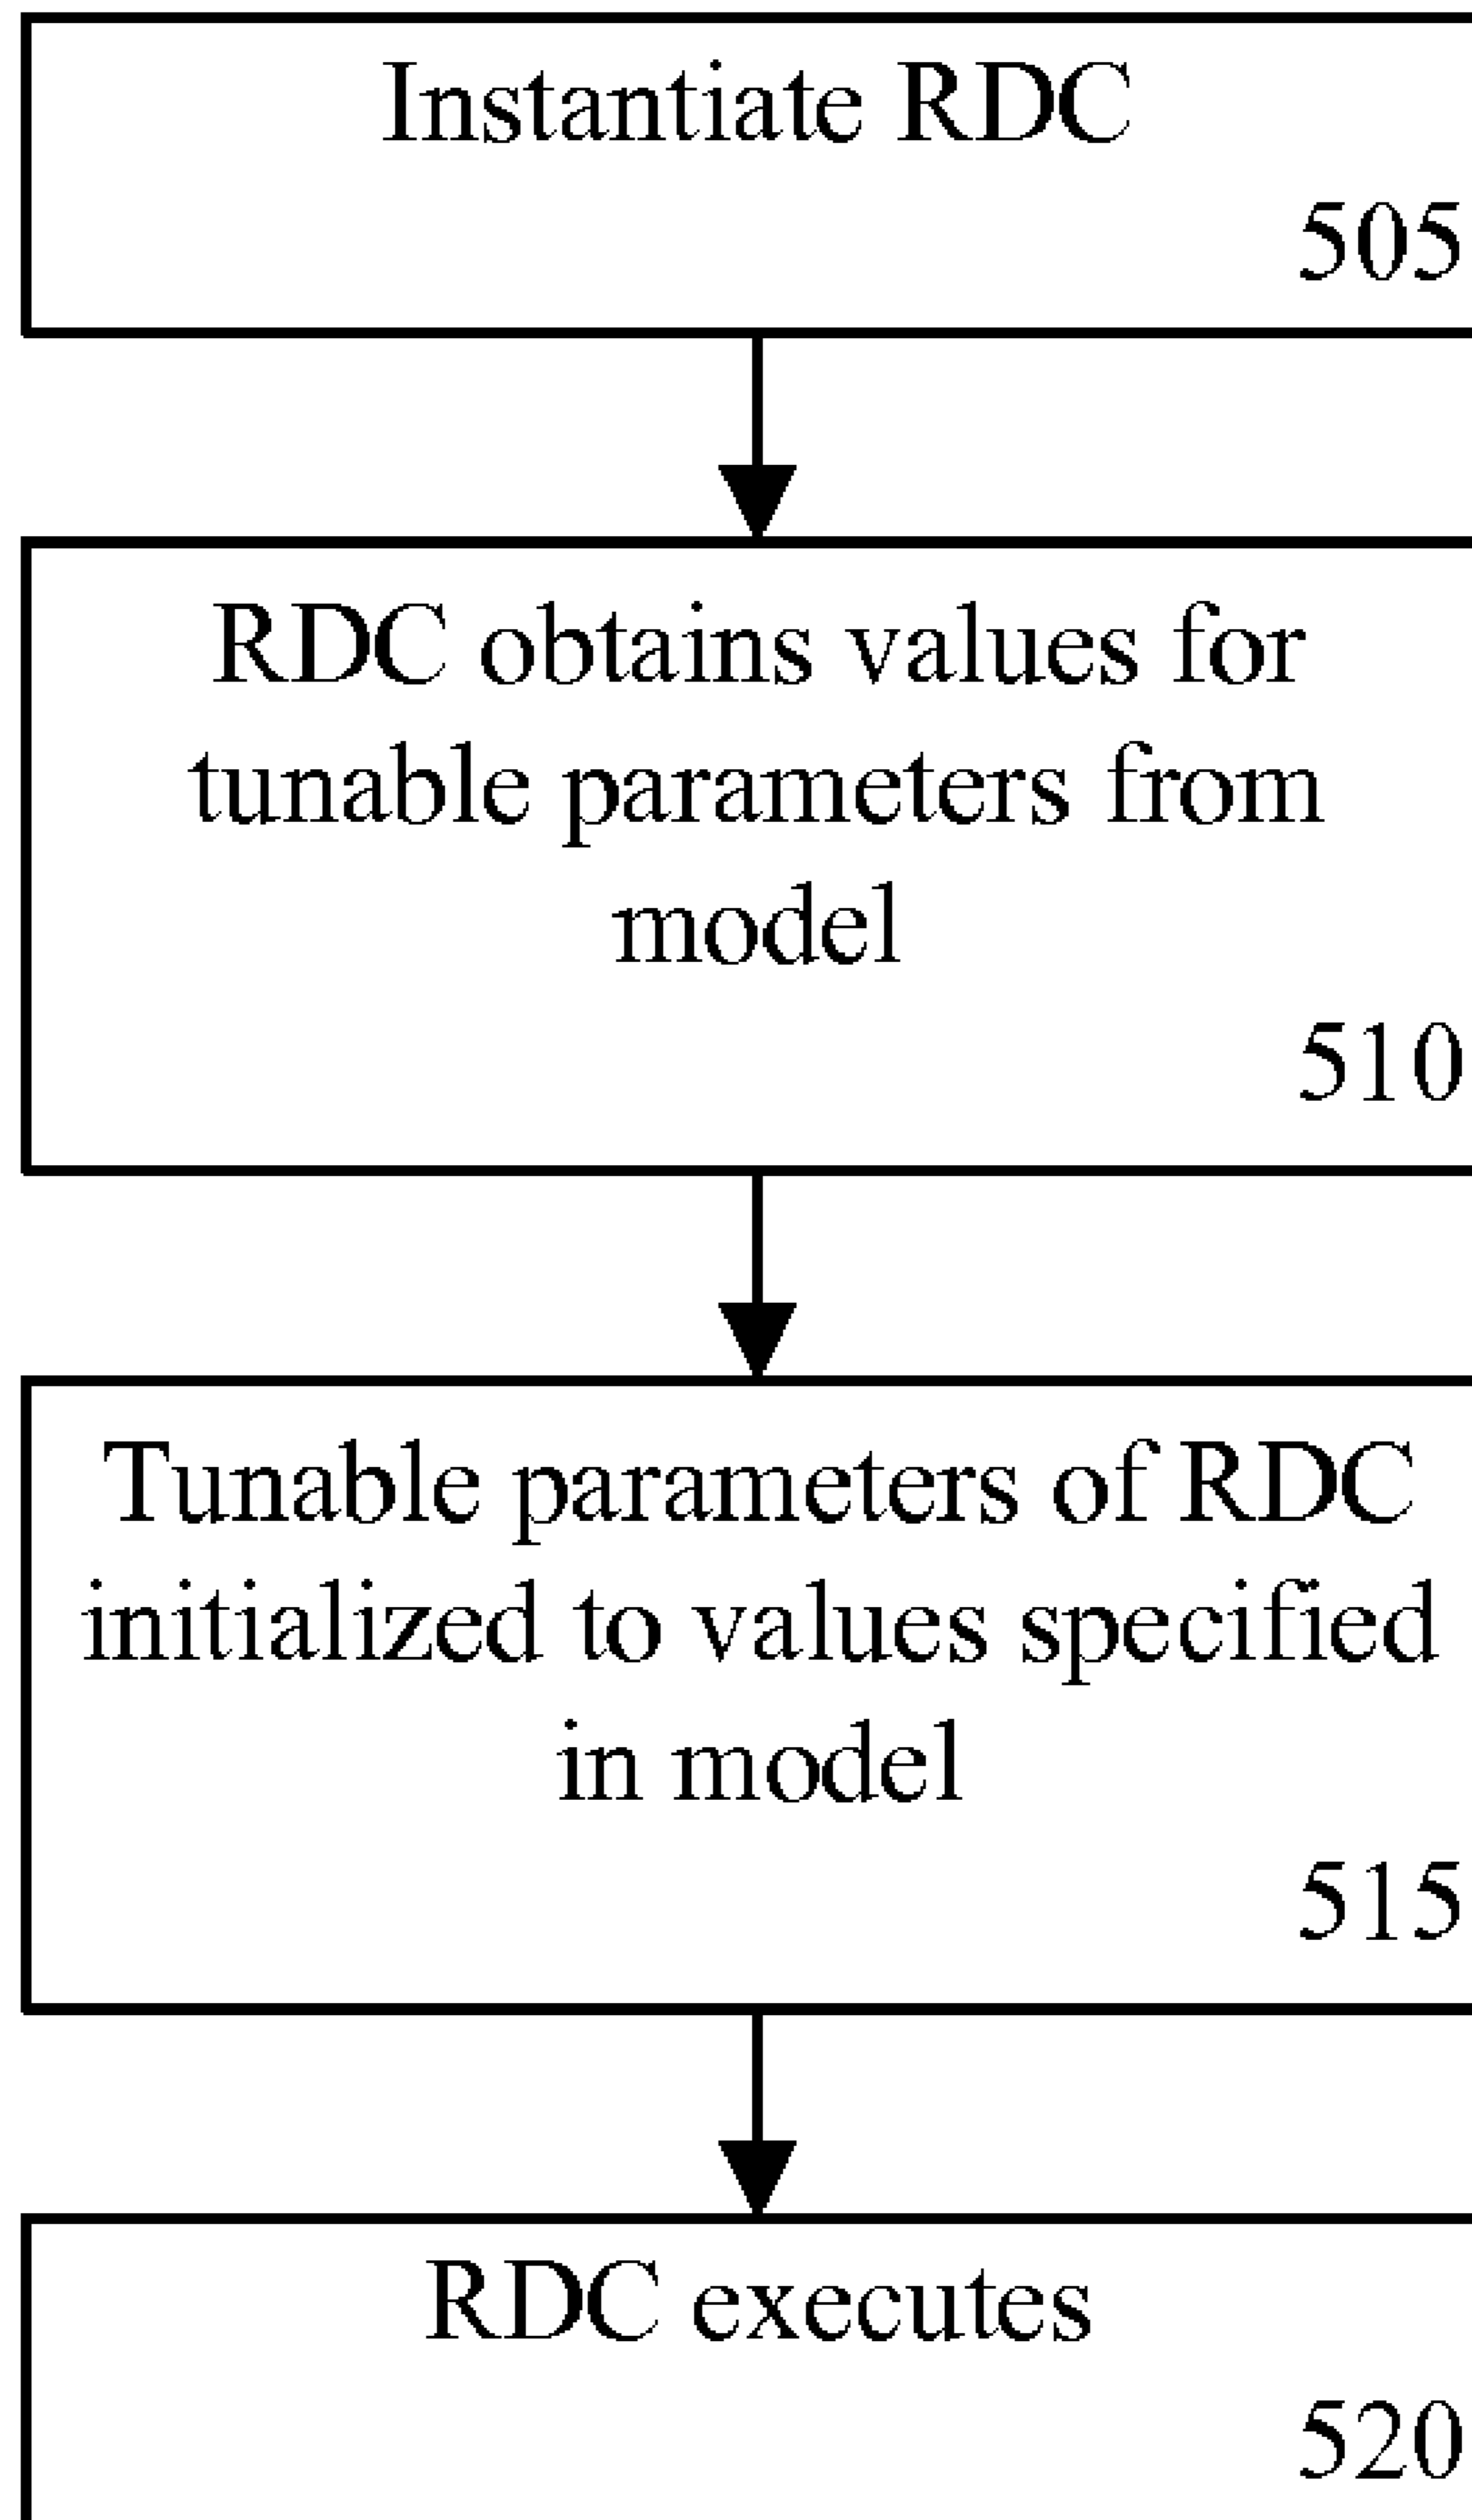 Instantiate RDC
505
RDC obtains values for
tunable parameters from
model
510
Tunable parameters of RDC
initialized to values specified
in model
515
RDC executes
520